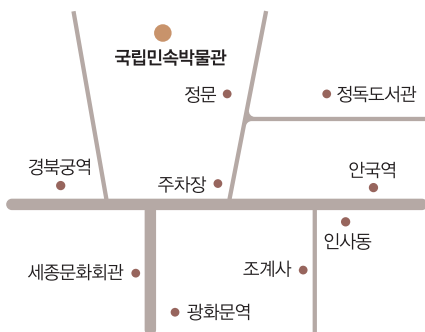 국립민속박물관
정문
정독도서관
경북궁역
주차장
안국역
인사동
세종문화회관
조계사
광화문역